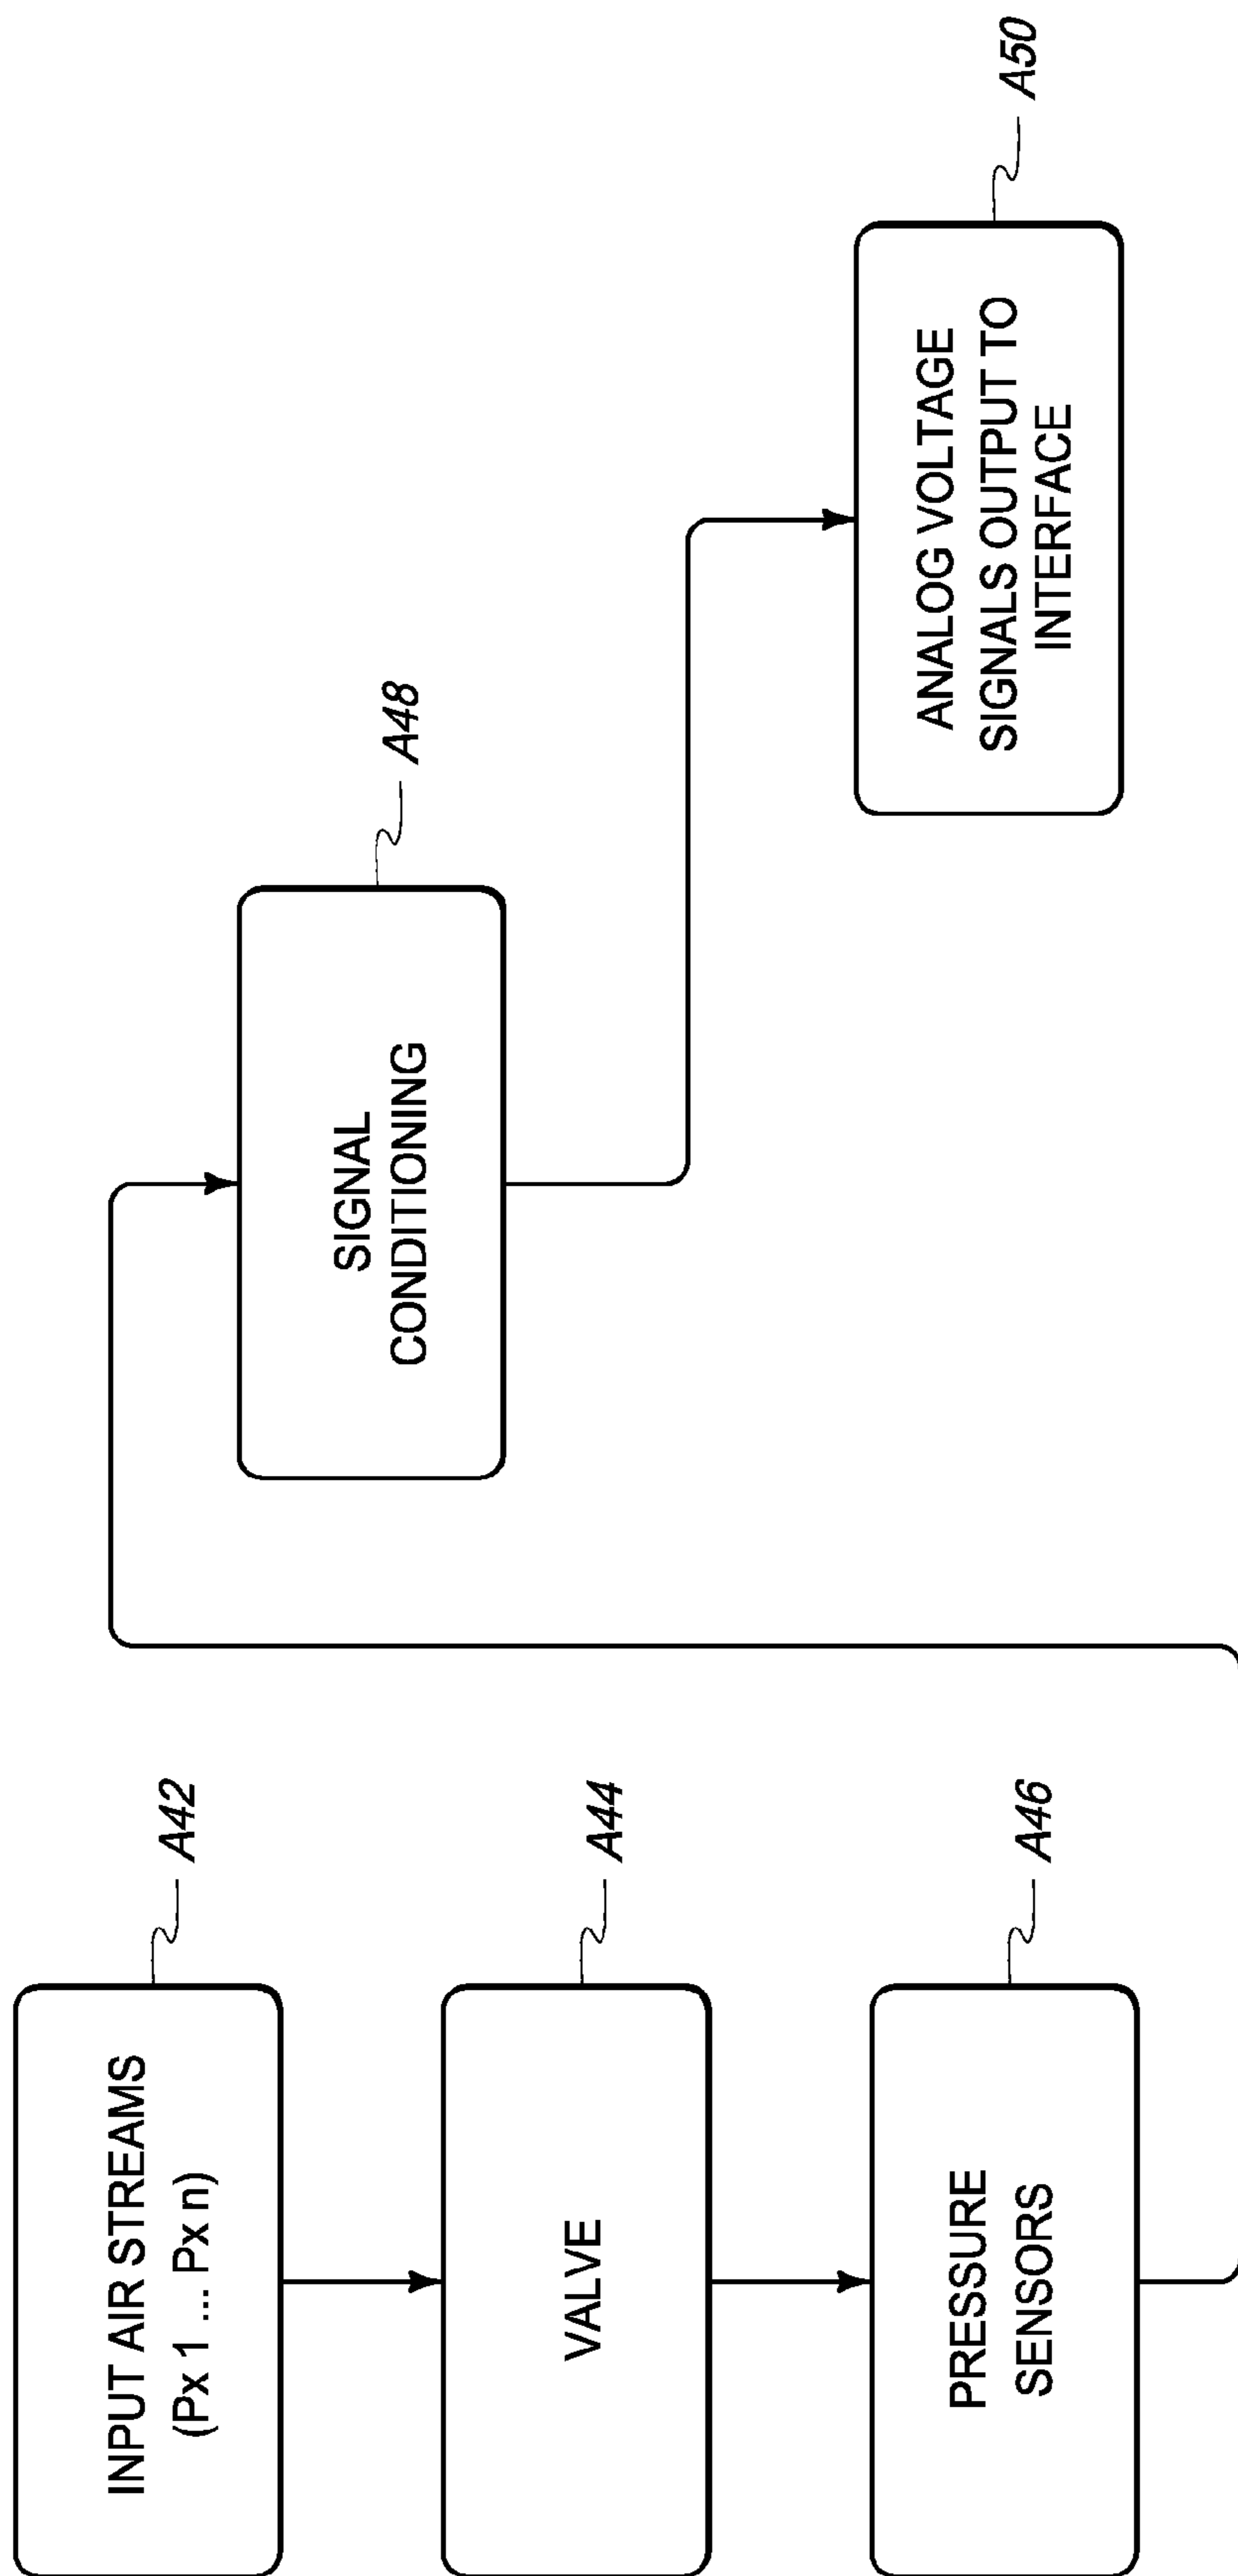 INPUT AIR STREAMS
(Px 1 ... Px n)
A42
VALVE
A44
PRESSURE
SENSORS
A46
SIGNAL
CONDITIONING
A48
ANALOG VOLTAGE
SIGNALS OUTPUT TO
INTERFACE
A50